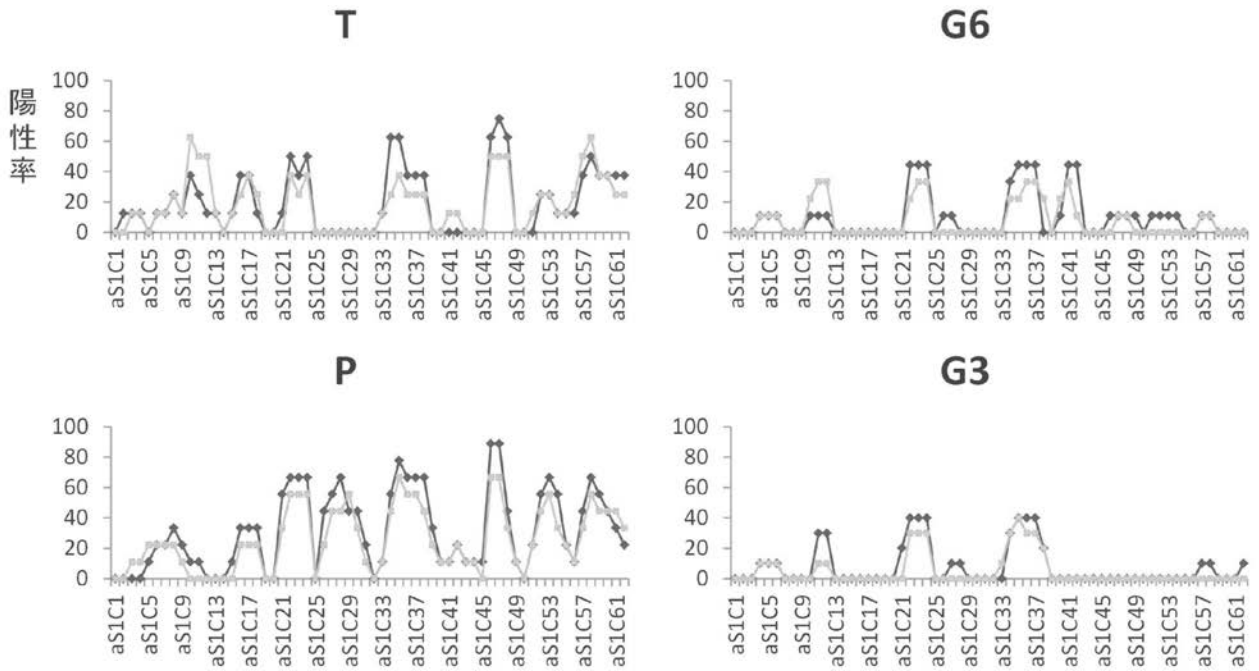 T
陽性率
100
80
60
40
20
0
aS1C1
aS1C5
aS1C9
aS1C13
aS1C17
aS1C21
aS1C25
aS1C29
aS1C33
aS1C37
aS1C41
aS1C45
aS1C49
aS1C53
aS1C57
aS1C61
G6
100
80
60
40
20
0
aS1C1
aS1C5
aS1C9
aS1C13
aS1C17
aS1C21
aS1C25
aS1C29
aS1C33
aS1C37
aS1C41
aS1C45
aS1C49
aS1C53
aS1C57
aS1C61
P
100
80
60
40
20
0
aS1C1
aS1C5
aS1C9
aS1C13
aS1C17
aS1C21
aS1C25
aS1C29
aS1C33
aS1C37
aS1C41
aS1C45
aS1C49
aS1C53
aS1C57
aS1C61
G3
100
80
60
40
20
0
aS1C1
aS1C5
aS1C9
aS1C13
aS1C17
aS1C21
aS1C25
aS1C29
aS1C33
aS1C37
aS1C41
aS1C45
aS1C49
aS1C53
aS1C57
aS1C61